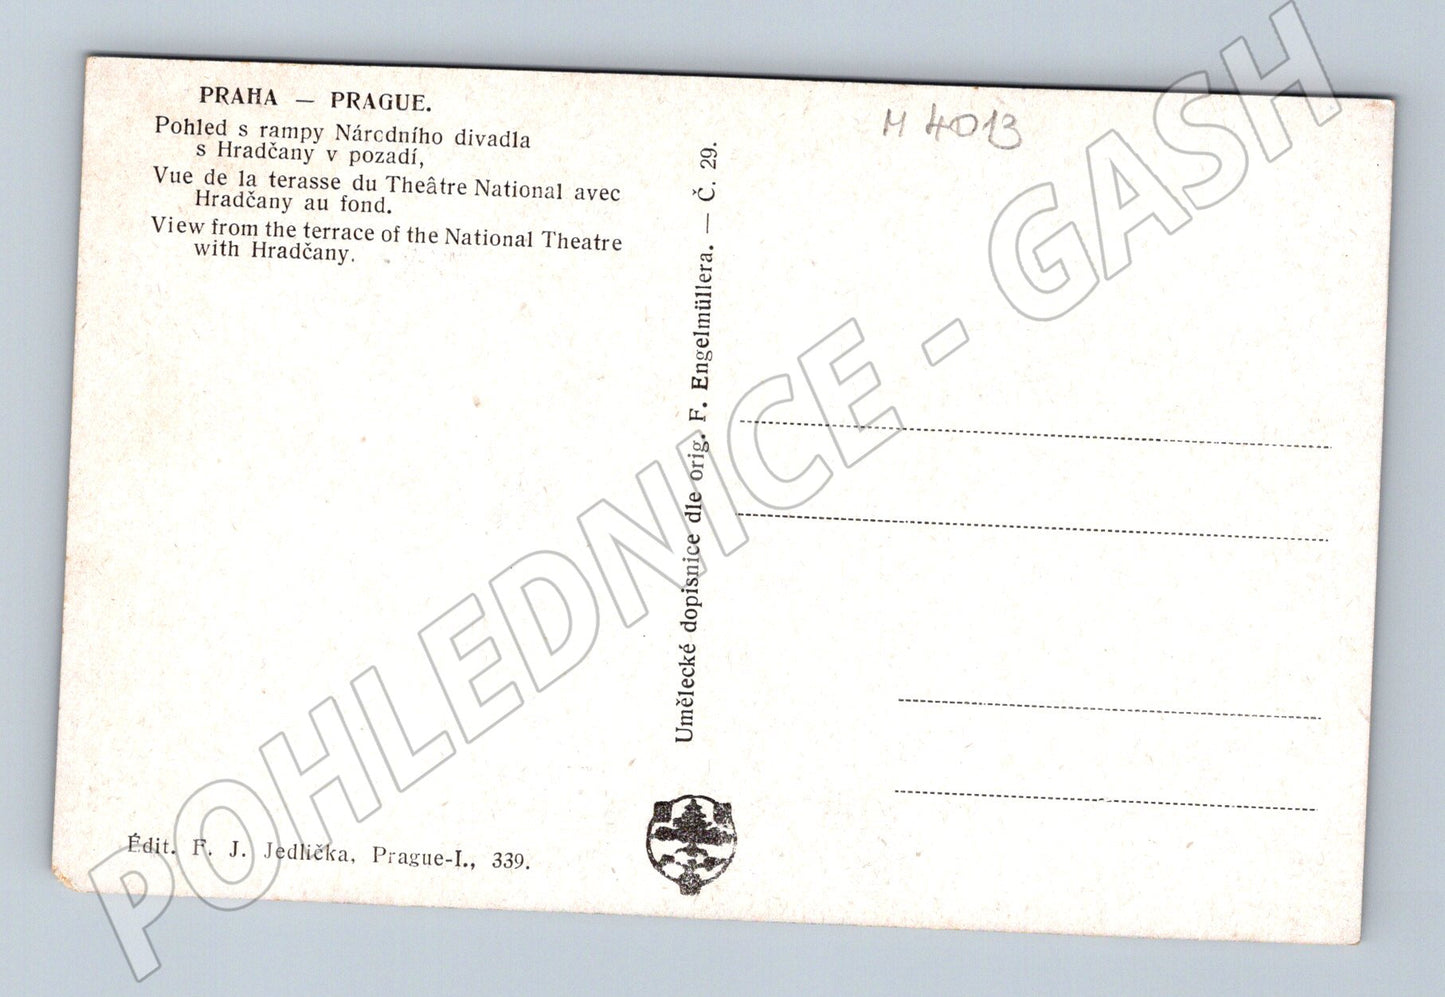 PRAHA — PRAGUE.
Pohled s rampy Národního divadla
s Hradčany v pozadí,
Vue de la terasse du Theâtre National avec
Hradčany au fond.
View from the terrace of the National Theatre
with Hradčany.
Édit. F. J. Jedlička, Prague-I., 339.
Umělecké dopisnice dle orig. F. Engelmüllera. — Č. 29.
M 4013
POHLEDNICE - GASH